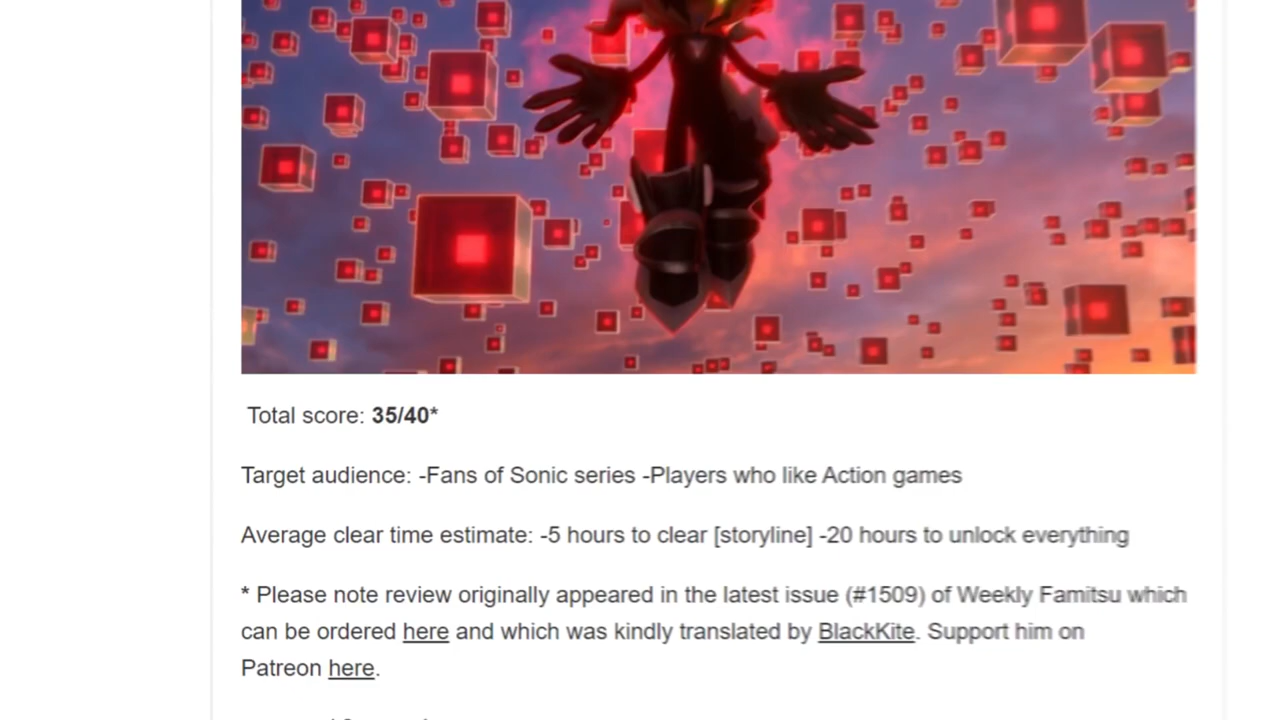 Total score: 35/40*
Target audience: -Fans of Sonic series -Players who like Action games
Average clear time estimate: -5 hours to clear [storyline] -20 hours to unlock everything
* Please note review originally appeared in the latest issue (#1509) of Weekly Famitsu which
can be ordered here and which was kindly translated by BlackKite. Support him on
Patreon here.